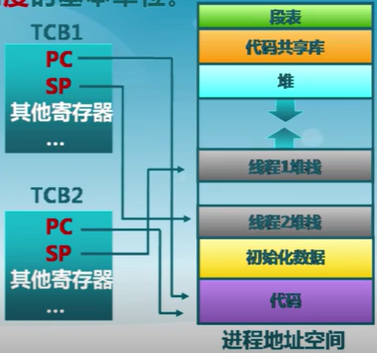 度的基本单位。
TCB1
PC
SP
其他寄存器
...
TCB2
PC
SP
其他寄存器
...
段表
代码共享库
堆
线程1堆栈
线程2堆栈
初始化数据
代码
进程地址空间